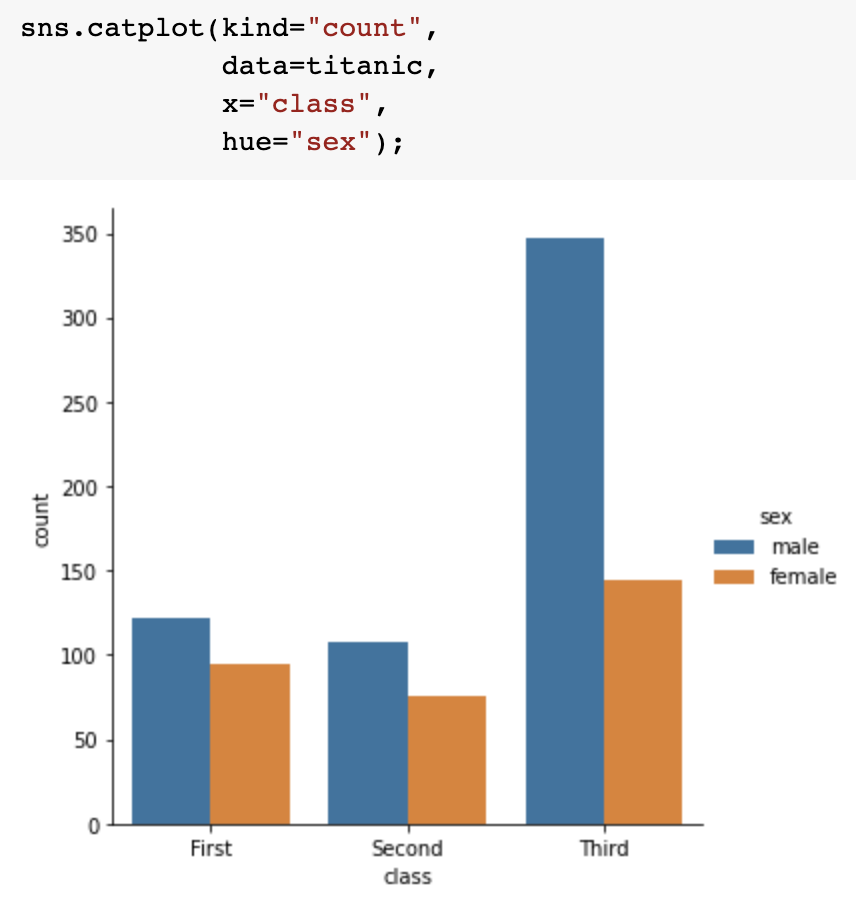 sns.catplot(kind="count",
            data=titanic,
            x="class",
            hue="sex");
350
300
250
200
150
100
50
0
count
First Second Third
class
sex
male
female